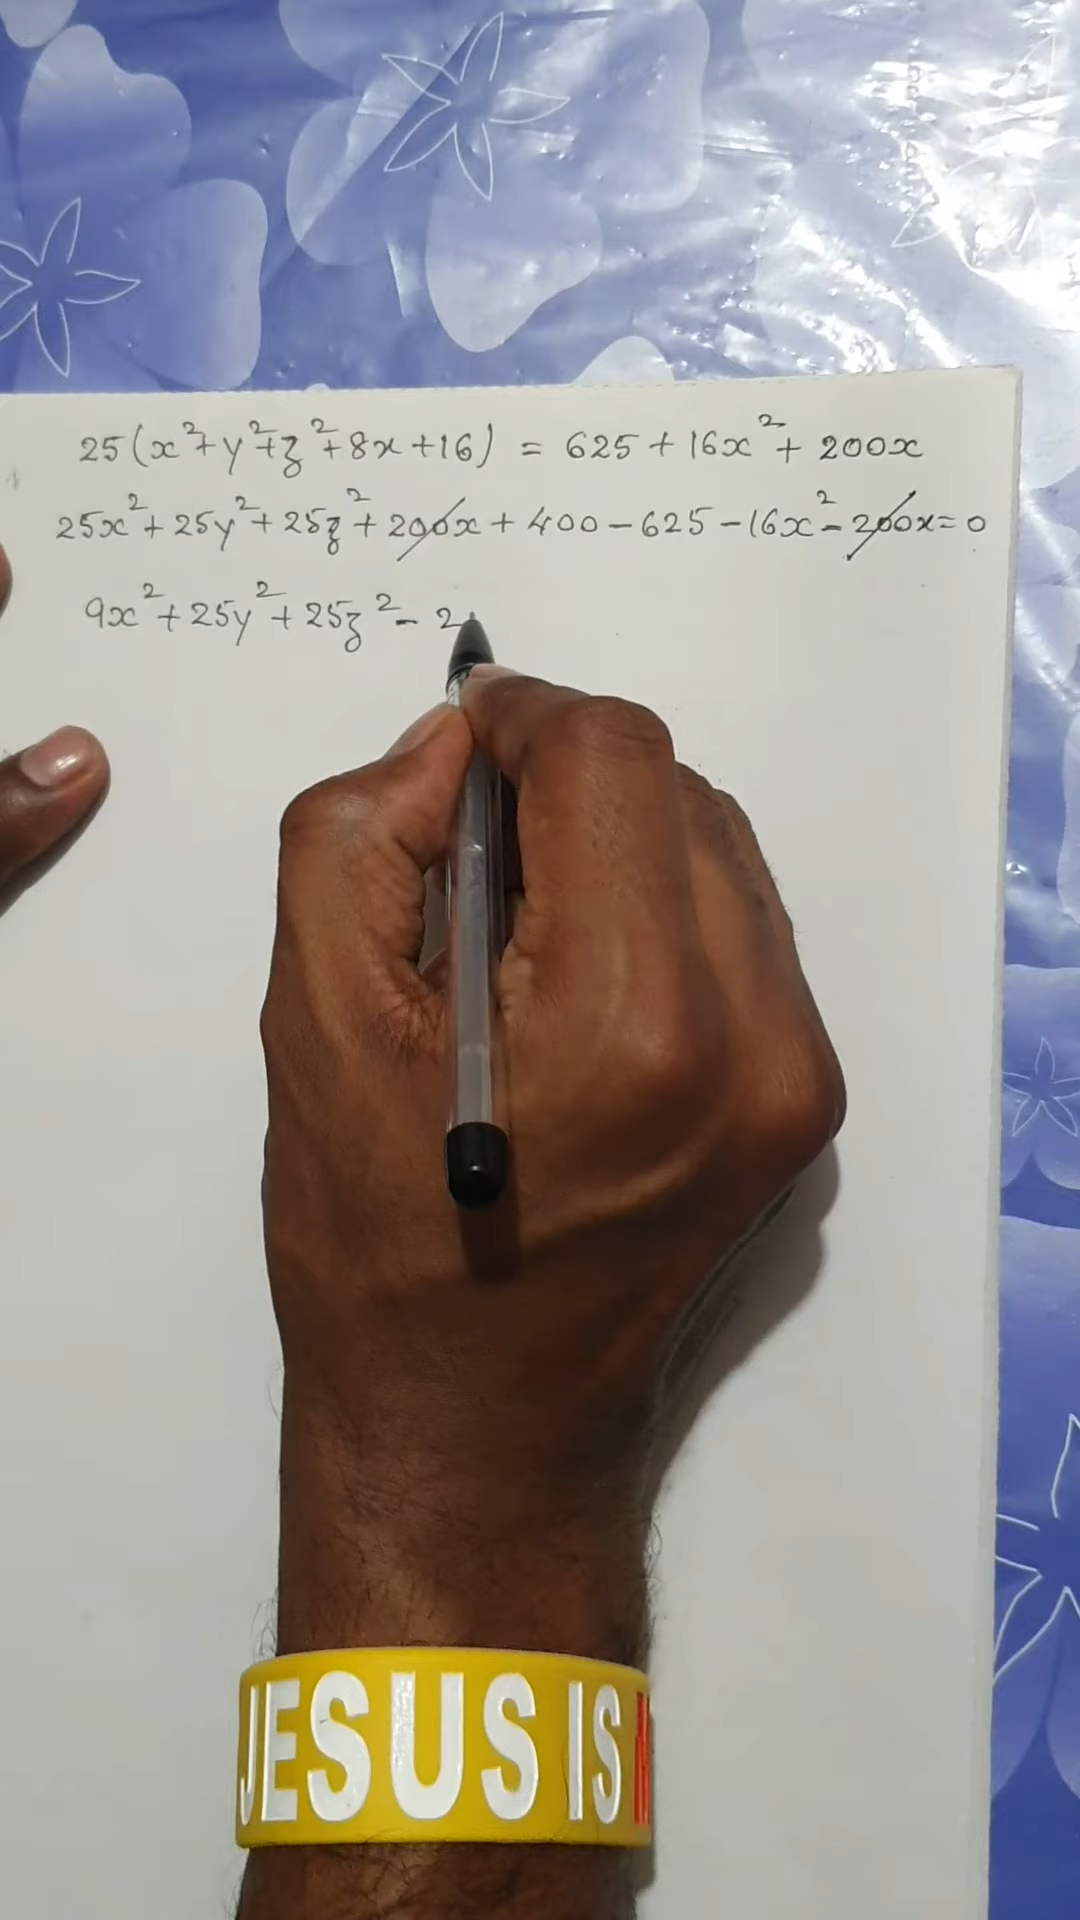 25(x²+y²+z²+8x+16) = 625+16x²+200x
25x²+25y²+25z²+200x+400-625-16x²-200x=0
9x²+25y²+25z²-2
JESUS IS